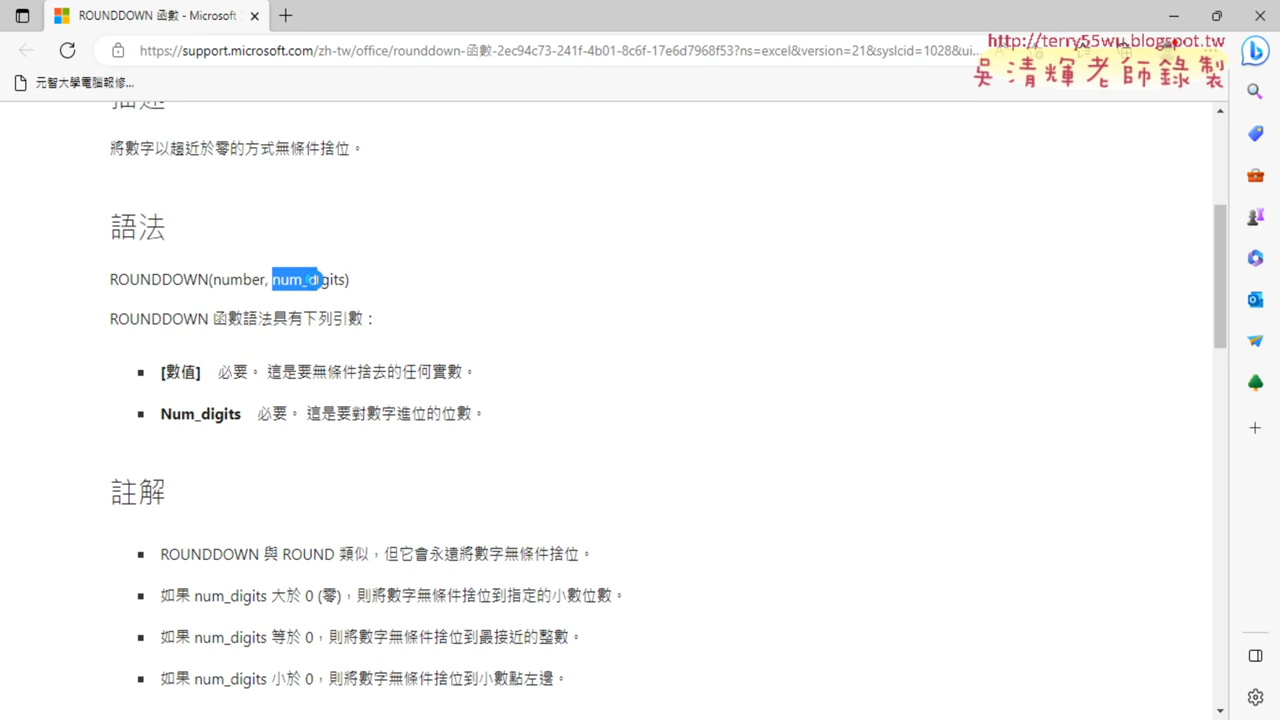 ROUNDDOWN 函數 - Microsoft
https://support.microsoft.com/zh-tw/office/rounddown-函數-2ec94c73-241f-4b01-8c6f-17e6d7968f53?ns=excel&version=21&syslcid=1028&ui...
http://terry55wu.blogspot.tw
吳清輝老師錄製
元智大學電腦報修...
描述
將數字以趨近於零的方式無條件捨位。
語法
ROUNDDOWN(number, num_digits)
ROUNDDOWN 函數語法具有下列引數：
[數值] 必要。 這是要無條件捨去的任何實數。
Num_digits 必要。 這是要對數字進位的位數。
註解
ROUNDDOWN 與 ROUND 類似，但它會永遠將數字無條件捨位。
如果 num_digits 大於 0 (零)，則將數字無條件捨位到指定的小數位數。
如果 num_digits 等於 0，則將數字無條件捨位到最接近的整數。
如果 num_digits 小於 0，則將數字無條件捨位到小數點左邊。